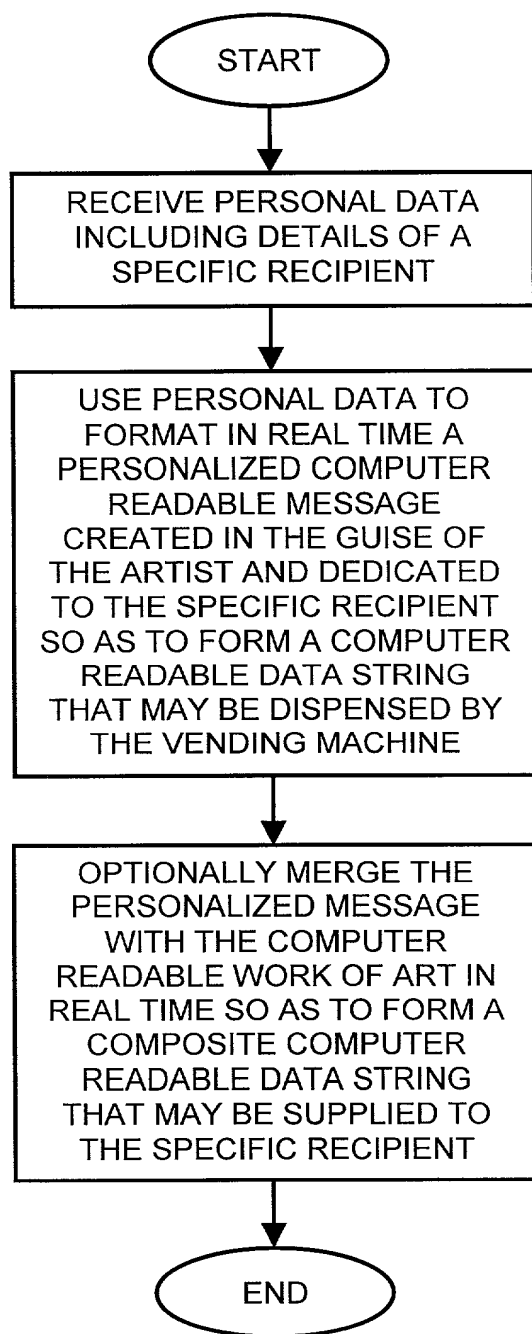 START
RECEIVE PERSONAL DATA
INCLUDING DETAILS OF A
SPECIFIC RECIPIENT
USE PERSONAL DATA TO
FORMAT IN REAL TIME A
PERSONALIZED COMPUTER
READABLE MESSAGE
CREATED IN THE GUISE OF
THE ARTIST AND DEDICATED
TO THE SPECIFIC RECIPIENT
SO AS TO FORM A COMPUTER
READABLE DATA STRING
THAT MAY BE DISPENSED BY
THE VENDING MACHINE
OPTIONALLY MERGE THE
PERSONALIZED MESSAGE
WITH THE COMPUTER
READABLE WORK OF ART IN
REAL TIME SO AS TO FORM A
COMPOSITE COMPUTER
READABLE DATA STRING
THAT MAY BE SUPPLIED TO
THE SPECIFIC RECIPIENT
END